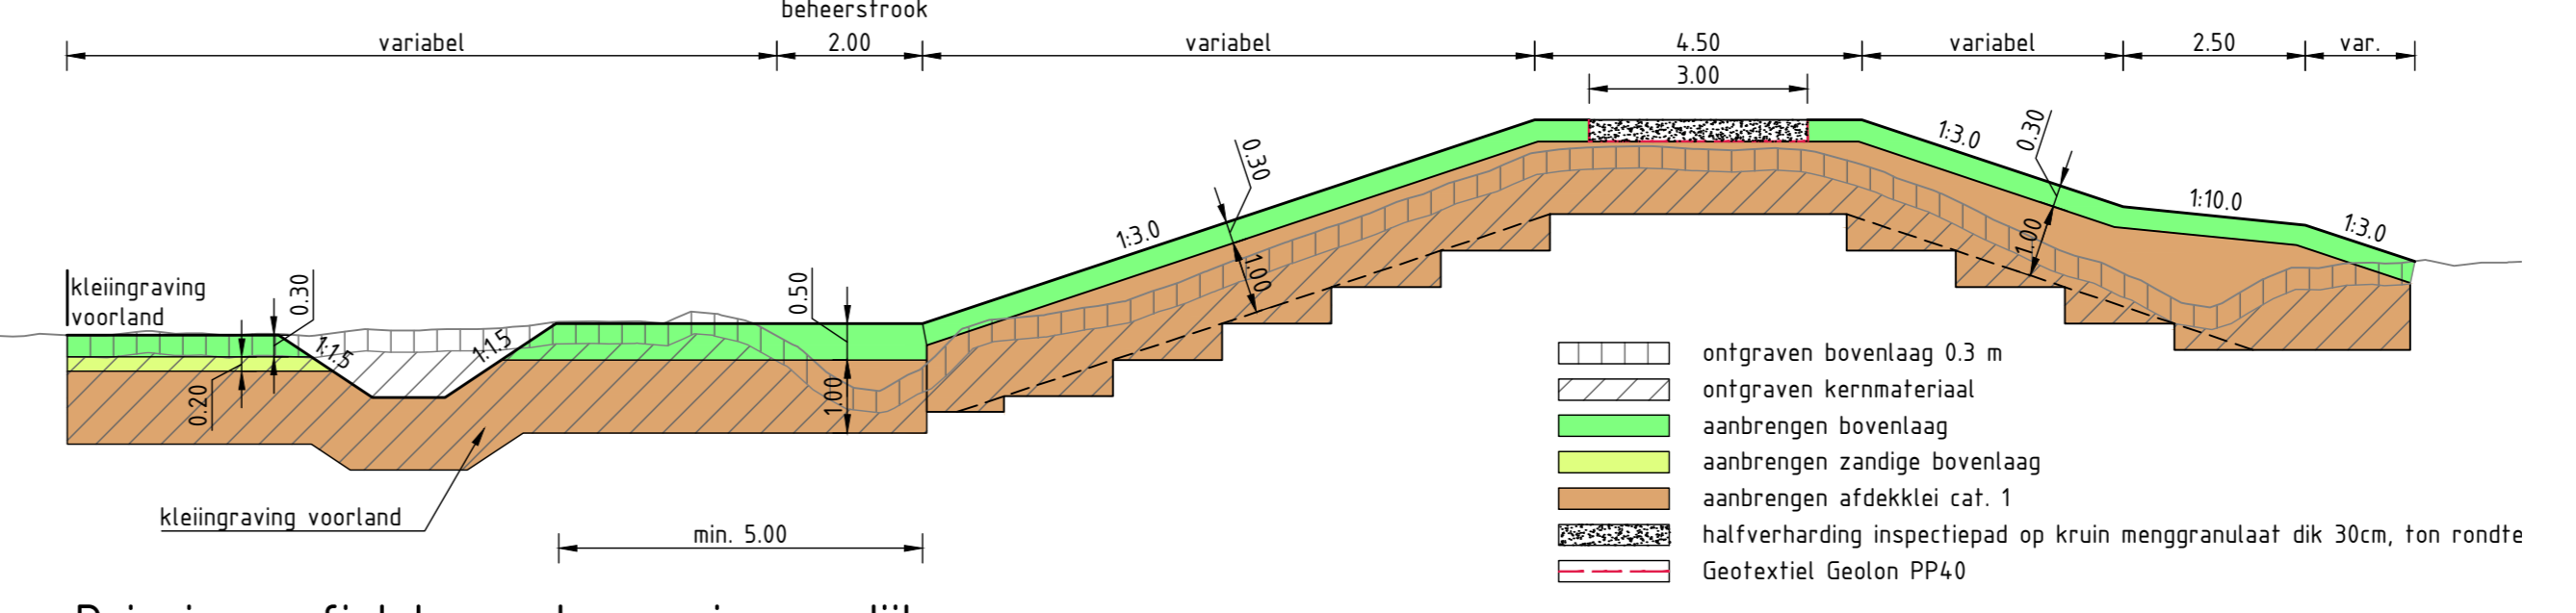 beheerstrook
variabel
2.00
variabel
4.50
variabel
2.50
var.
3.00
1:3.0
0.30
1:10.0
1:3.0
0.30
1:3.0
1.00
1.00
kleiingraving
voorland
0.30
0.50
1:1.5
1:1.5
0.20
1.00
kleiingraving voorland
min. 5.00
ontgraven bovenlaag 0.3 m
ontgraven kernmateriaal
aanbrengen bovenlaag
aanbrengen zandige bovenlaag
aanbrengen afdekklei cat. 1
halfverharding inspectiepad op kruin menggranulaat dik 30cm, ton rondte
Geotextiel Geolon PP40